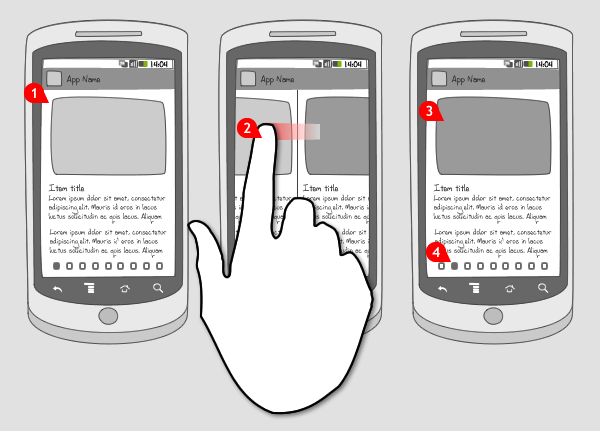 14:04
App Name
1
Item title
Lorem ipsum dolor sit amet, consectetur
adipiscing elit. Mauris id eros in lacus
luctus sollicitudin ac quis lacus. Aliquam
Lorem ipsum dolor sit amet, consectetur
adipiscing elit. Mauris id eros in lacus
luctus sollicitudin ac quis lacus. Aliquam
14:04
App Name
2
14:04
App Name
3
Item title
Lorem ipsum dolor sit amet, consectetur
adipiscing elit. Mauris id eros in lacus
luctus sollicitudin ac quis lacus. Aliquam
Lorem ipsum dolor sit amet, consectetur
adipiscing elit. Mauris id eros in lacus
luctus sollicitudin ac quis lacus. Aliquam
4